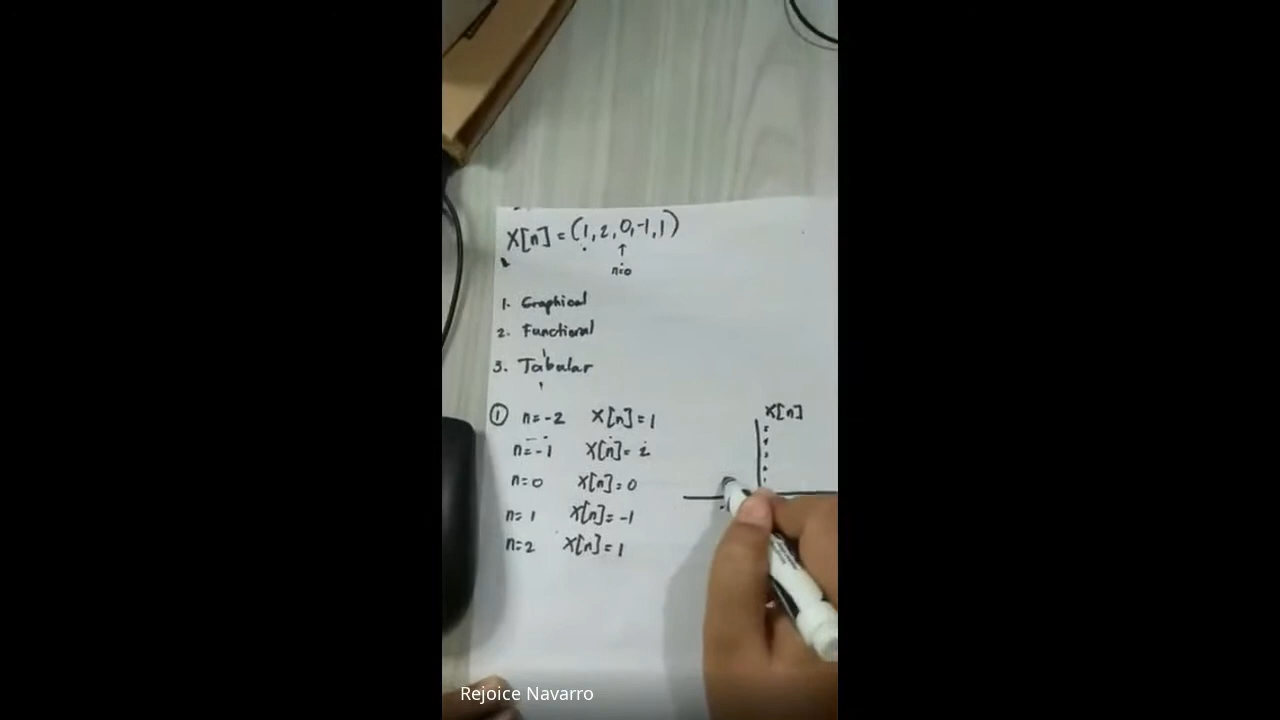 X[n] = (1, 2, 0, -1, 1)
↑
n=0
1. Graphical
2. Functional
3. Tabular
① n=-2 X[n]=1
n=-1 X[n]=2
n=0 X[n]=0
n=1 X[n]=-1
n=2 X[n]=1
X[n]
Rejoice Navarro